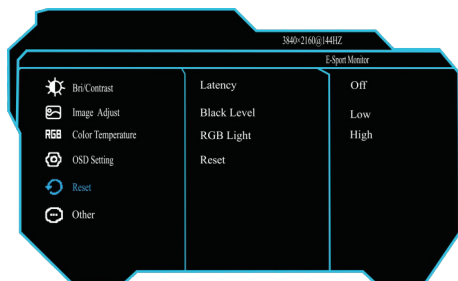 3840×2160@144HZ
E-Sport Monitor
Bri/Contrast
Image Adjust
RGB Color Temperature
OSD Setting
Reset
Other
Latency
Black Level
RGB Light
Reset
Off
Low
High